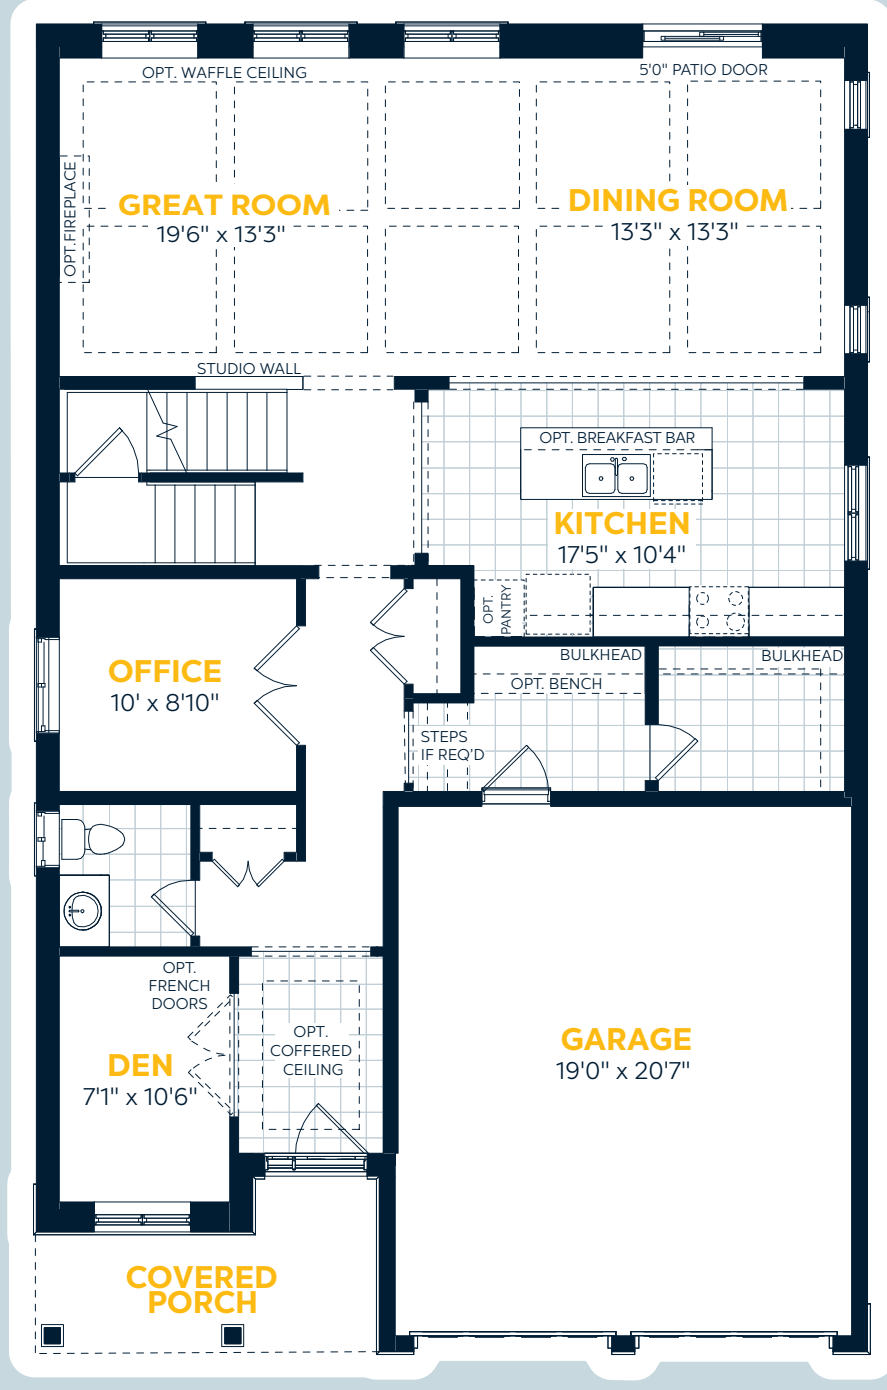 OPT. WAFFLE CEILING
5'0" PATIO DOOR
OPT. FIREPLACE
GREAT ROOM
19'6" x 13'3"
DINING ROOM
13'3" x 13'3"
STUDIO WALL
OPT. BREAKFAST BAR
KITCHEN
17'5" x 10'4"
OPT.
PANTRY
OFFICE
10' x 8'10"
BULKHEAD
OPT. BENCH
BULKHEAD
STEPS
IF REQ'D
OPT.
FRENCH
DOORS
DEN
7'1" x 10'6"
OPT.
COFFERED
CEILING
GARAGE
19'0" x 20'7"
COVERED
PORCH